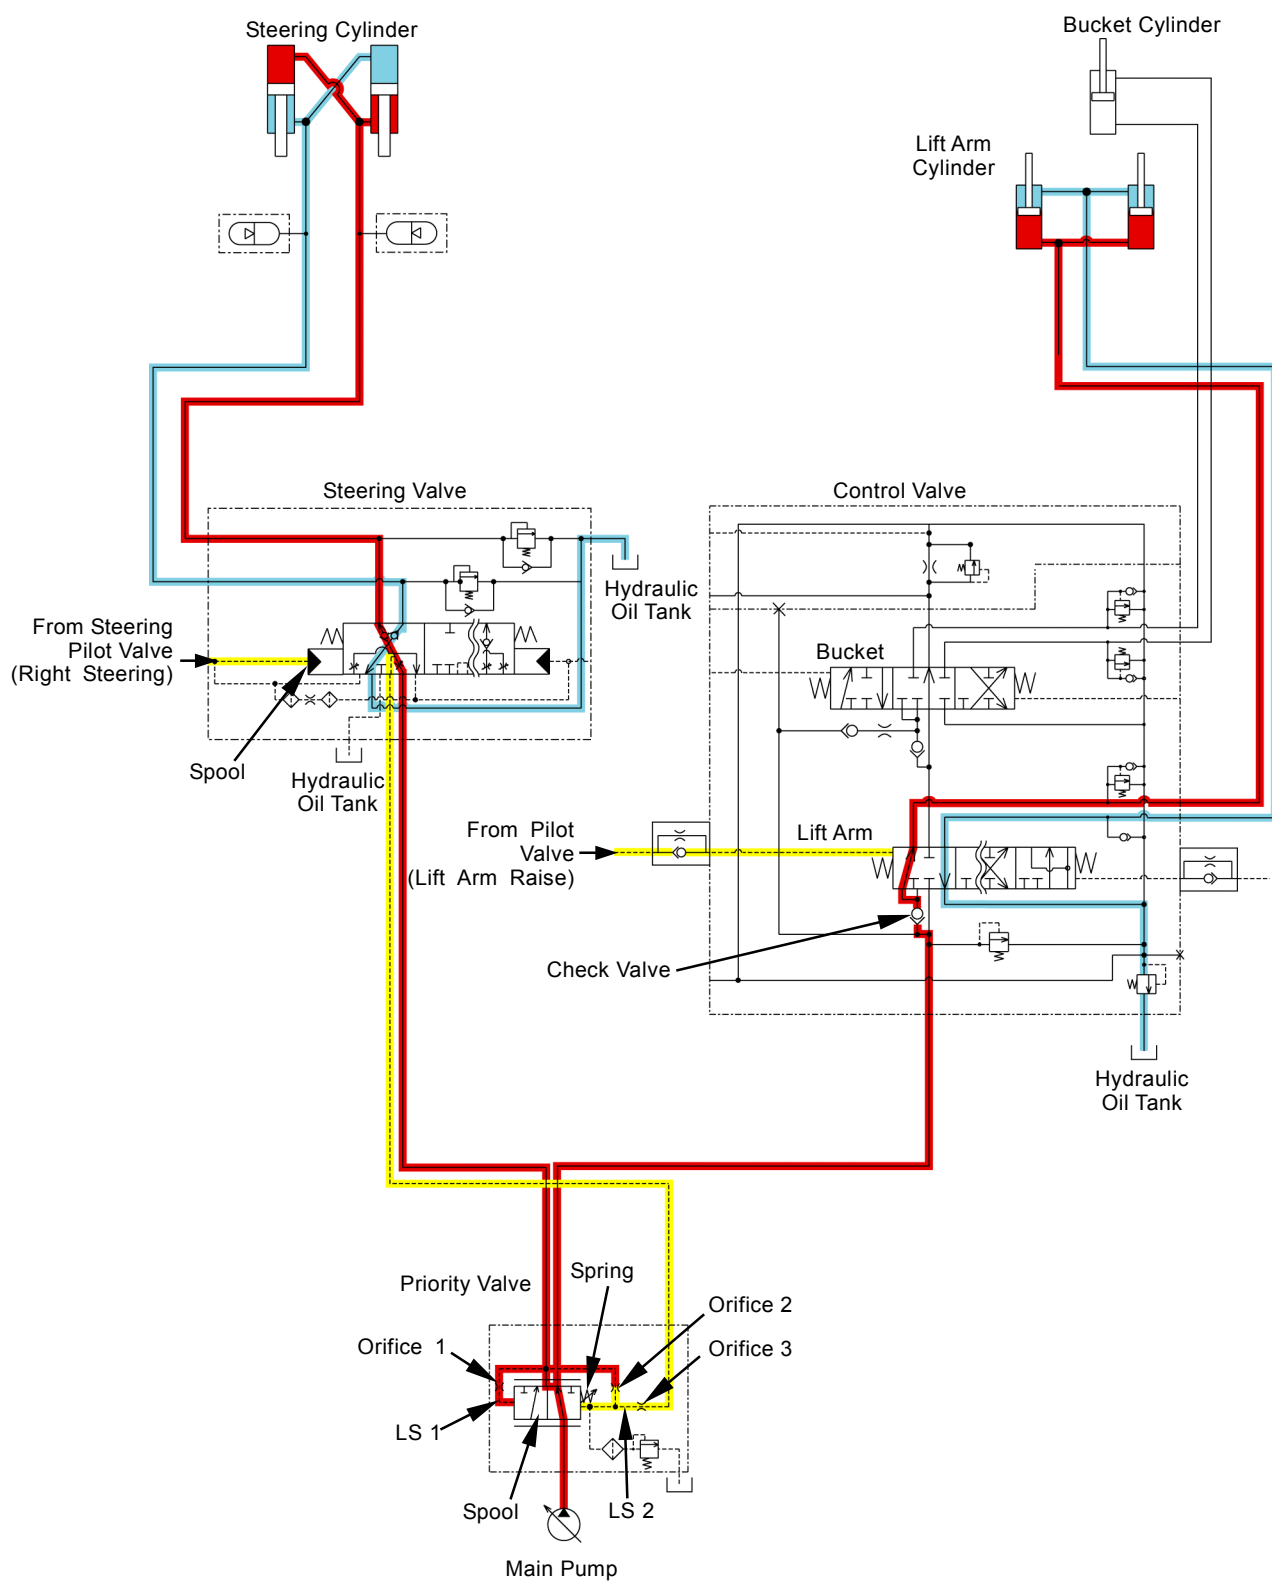 Steering Cylinder
Bucket Cylinder
Lift Arm
Cylinder
Steering Valve
Control Valve
Hydraulic
Oil Tank
From Steering
Pilot Valve
(Right Steering)
Bucket
Spool
Hydraulic
Oil Tank
From Pilot
Valve
(Lift Arm Raise)
Lift Arm
Check Valve
Hydraulic
Oil Tank
Priority Valve
Spring
Orifice 2
Orifice 1
Orifice 3
LS 1
Spool
LS 2
Main Pump